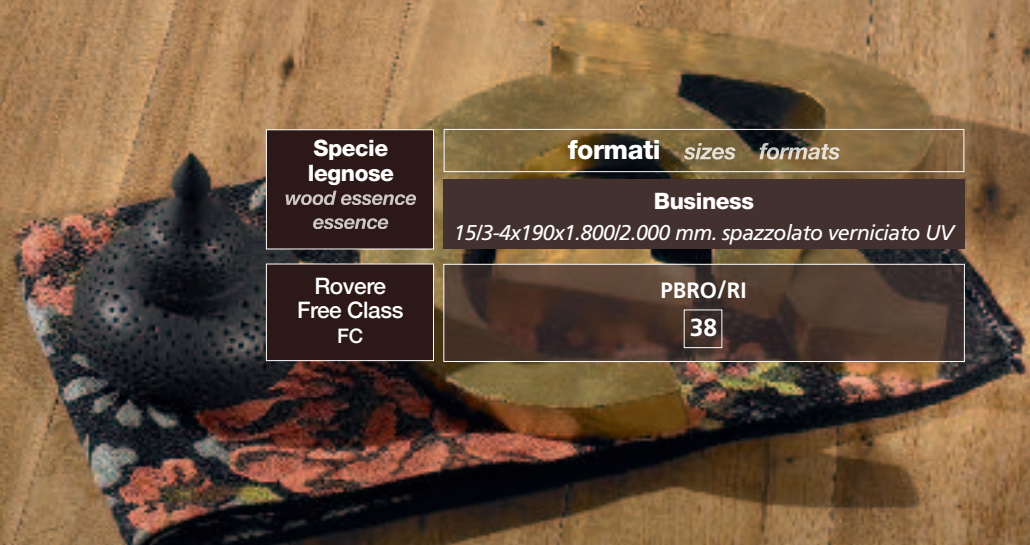 Specie
legnose
wood essence
essence
formati sizes formats
Business
15/3-4x190x1.800/2.000 mm. spazzolato verniciato UV
Rovere
Free Class
FC
PBRO/RI
38